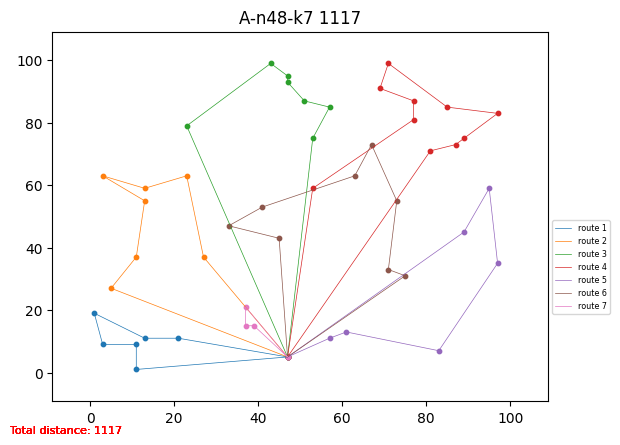 A-n48-k7 1117
100
80
60
40
20
0
0 20 40 60 80 100
route 1
route 2
route 3
route 4
route 5
route 6
route 7
Total distance: 1117